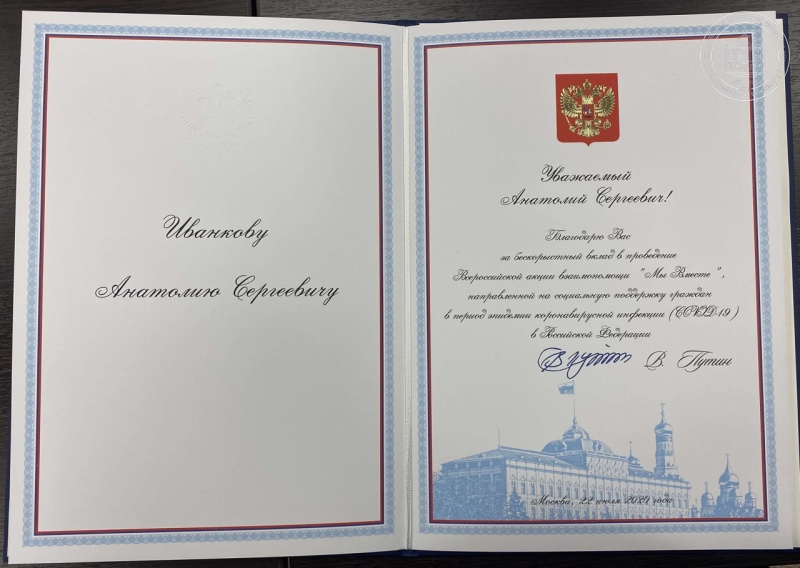 Иванкову
Анатолию Сергеевичу
Уважаемый
Анатолий Сергеевич!
Благодарю Вас
за бескорыстный вклад в проведение
Всероссийской акции взаимопомощи "Мы Вместе",
направленной на социальную поддержку граждан
в период эпидемии коронавирусной инфекции (COVID-19)
в Российской Федерации
В. Путин
Москва, 22 июля 2020 года